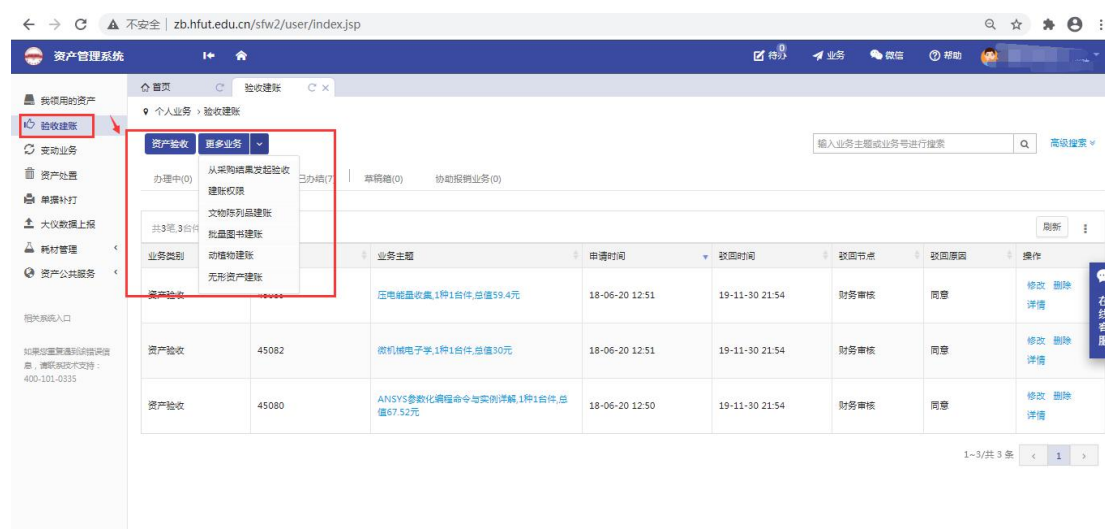 不安全 zb.hfut.edu.cn/sfw2/user/index.jsp
资产管理系统
待办 0 业务 微信 帮助
我领用的资产
验收建账
变动业务
资产处置
单据补打
大仪数据上报
耗材管理
资产公共服务
相关系统入口
如果您重复遇到该错误信
息,请联系技术支持:
400-101-0335
首页 验收建账
个人业务 > 验收建账
资产验收 更多业务 输入业务主题或业务号进行搜索 高级搜索
从采购结果发起验收
建账权限
文物陈列品建账
批量图书建账
动植物建账
无形资产建账
办理中(0) 已办结(7) 草稿箱(0) 协助报销业务(0)
共3笔,3台件 刷新
业务类别 业务主题 申请时间 驳回时间 驳回节点 驳回原因 操作
资产验收 压电能量收集,1种1台件,总值59.4元 18-06-20 12:51 19-11-30 21:54 财务审核 同意 修改 删除
详情
资产验收 45082 微机械电子学,1种1台件,总值30元 18-06-20 12:51 19-11-30 21:54 财务审核 同意 修改 删除
详情
资产验收 45080 ANSYS参数化编程命令与实例详解,1种1台件,总
值67.52元 18-06-20 12:50 19-11-30 21:54 财务审核 同意 修改 删除
详情
1~3/共 3 条 < 1 >
在线客服